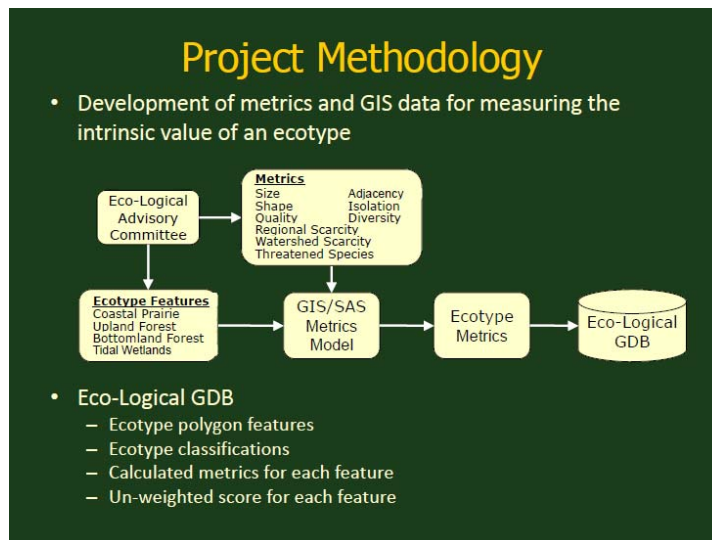 Project Methodology
• Development of metrics and GIS data for measuring the
intrinsic value of an ecotype
Eco-Logical
Advisory
Committee
Metrics
Size Adjacency
Shape Isolation
Quality Diversity
Regional Scarcity
Watershed Scarcity
Threatened Species
Ecotype Features
Coastal Prairie
Upland Forest
Bottomland Forest
Tidal Wetlands
GIS/SAS
Metrics
Model
Ecotype
Metrics
Eco-Logical
GDB
• Eco-Logical GDB
– Ecotype polygon features
– Ecotype classifications
– Calculated metrics for each feature
– Un-weighted score for each feature